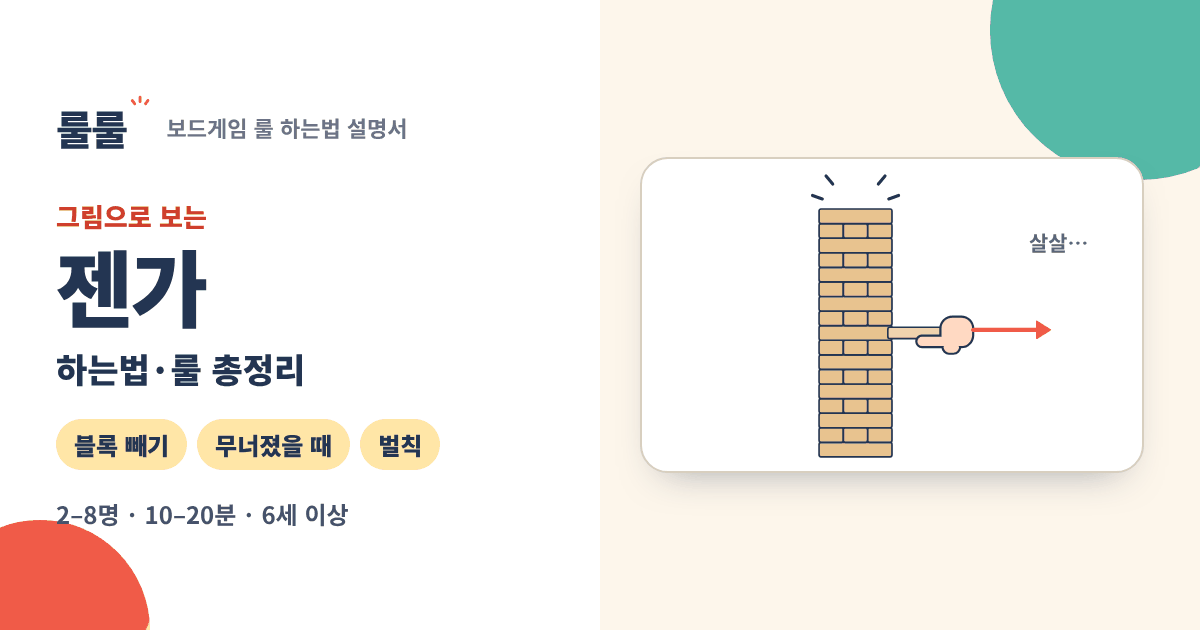 룰룰
보드게임 룰 하는법 설명서
그림으로 보는
젠가
하는법·룰 총정리
블록 빼기
무너졌을 때
벌칙
2–8명 · 10–20분 · 6세 이상
살살…